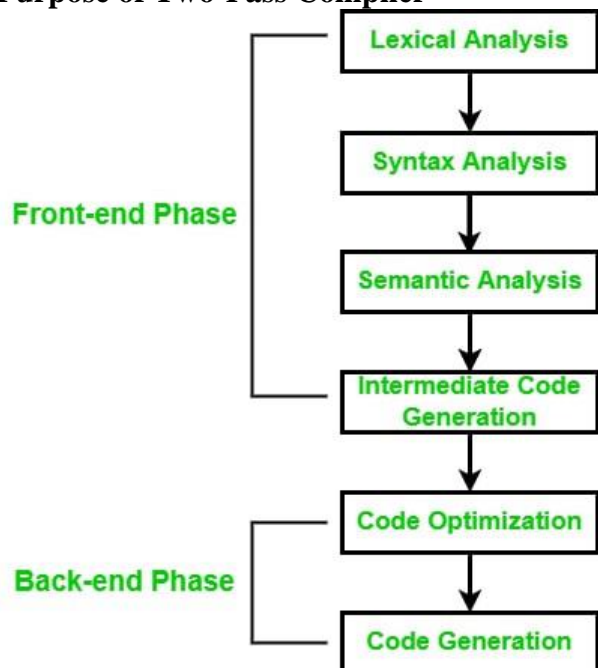 Purpose of Two-Pass Compiler
Lexical Analysis
Syntax Analysis
Front-end Phase
Semantic Analysis
Intermediate Code
Generation
Code Optimization
Back-end Phase
Code Generation